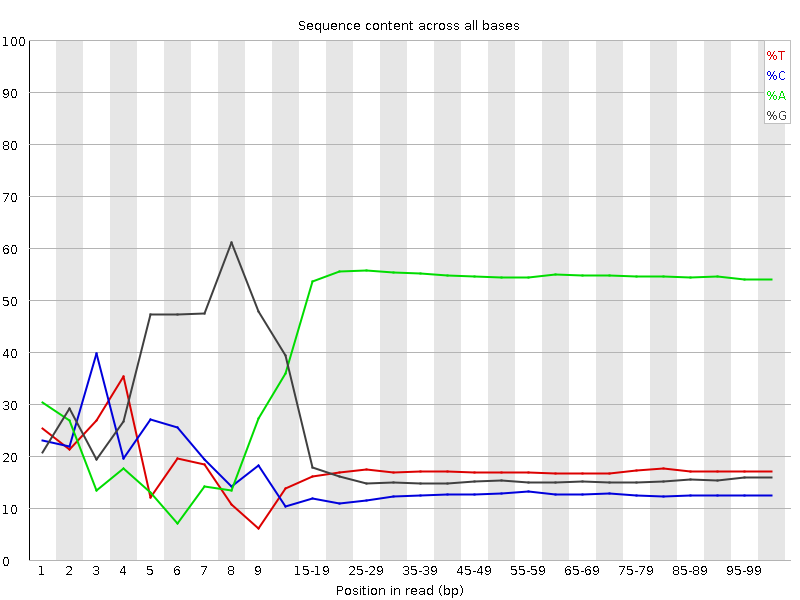 Sequence content across all bases
100
90
80
70
60
50
40
30
20
10
0
%T
%C
%A
%G
1 2 3 4 5 6 7 8 9 15-19 25-29 35-39 45-49 55-59 65-69 75-79 85-89 95-99
Position in read (bp)